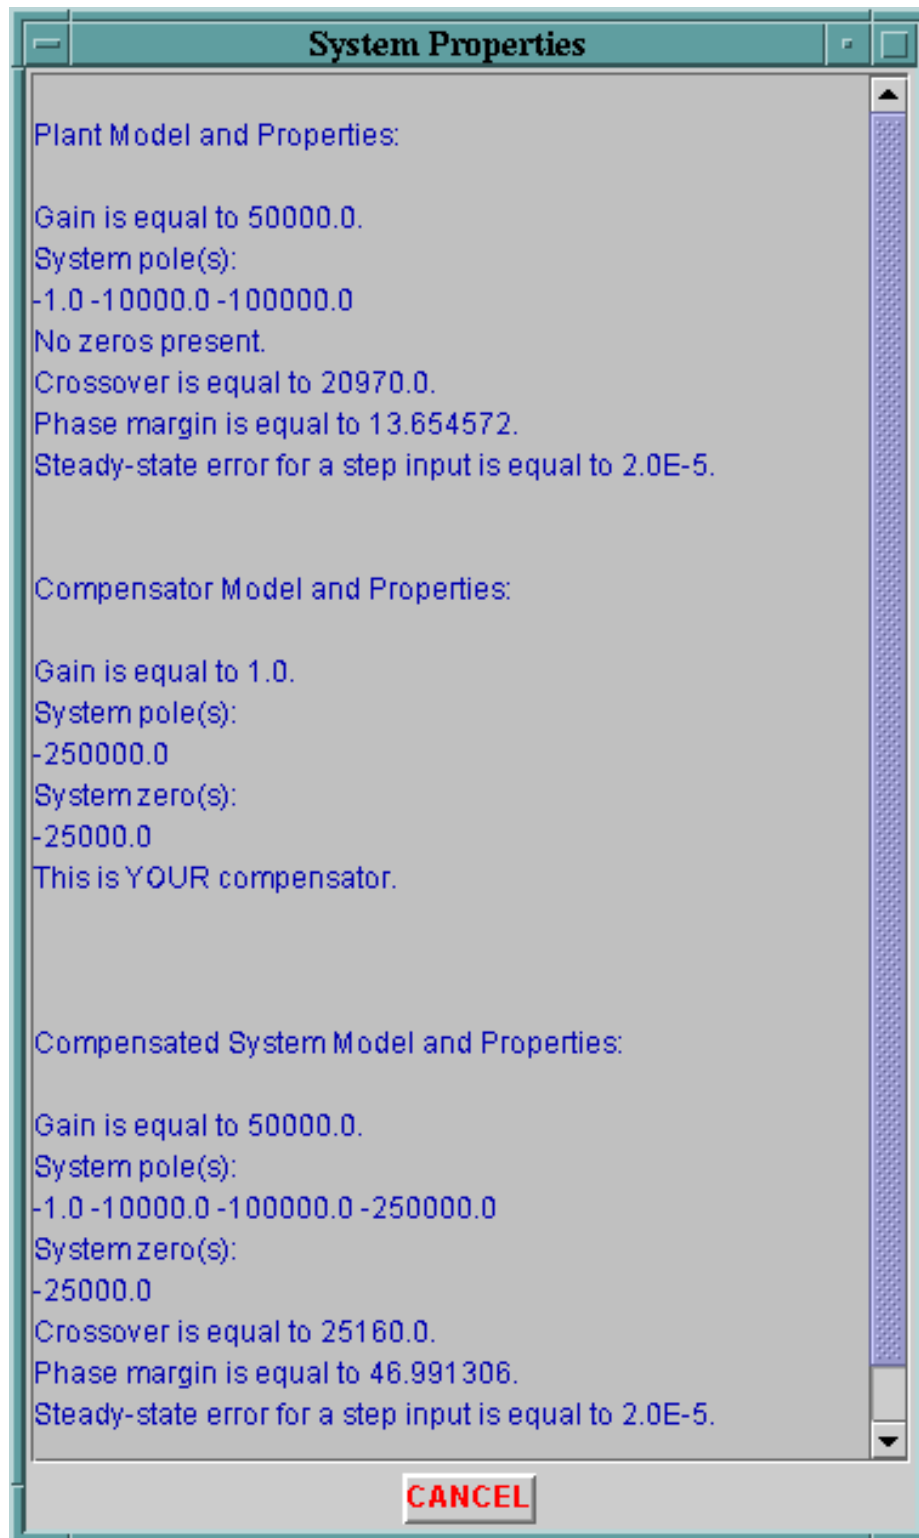 System Properties
Plant Model and Properties:
Gain is equal to 50000.0.
System pole(s):
-1.0 -10000.0 -100000.0
No zeros present.
Crossover is equal to 20970.0.
Phase margin is equal to 13.654572.
Steady-state error for a step input is equal to 2.0E-5.
Compensator Model and Properties:
Gain is equal to 1.0.
System pole(s):
-250000.0
System zero(s):
-25000.0
This is YOUR compensator.
Compensated System Model and Properties:
Gain is equal to 50000.0.
System pole(s):
-1.0 -10000.0 -100000.0 -250000.0
System zero(s):
-25000.0
Crossover is equal to 25160.0.
Phase margin is equal to 46.991306.
Steady-state error for a step input is equal to 2.0E-5.
CANCEL